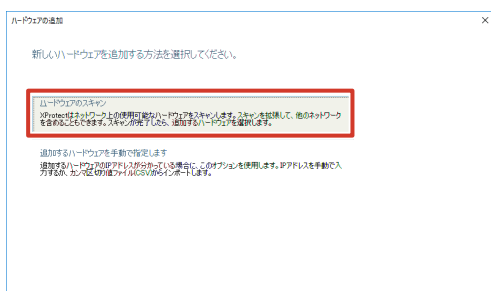 ハードウェアの追加
新しいハードウェアを追加する方法を選択してください。
ハードウェアのスキャン
XProtectはネットワーク上の使用可能なハードウェアをスキャンします。スキャンを拡張して、他のネットワーク
を含めることもできます。スキャンが完了したら、追加するハードウェアを選択します。
追加するハードウェアを手動で指定します
追加するハードウェアのIPアドレスが分かっている場合に、このオプションを使用します。IPアドレスを手動で入
力するか、カンマ区切り値ファイル(CSV)からインポートします。